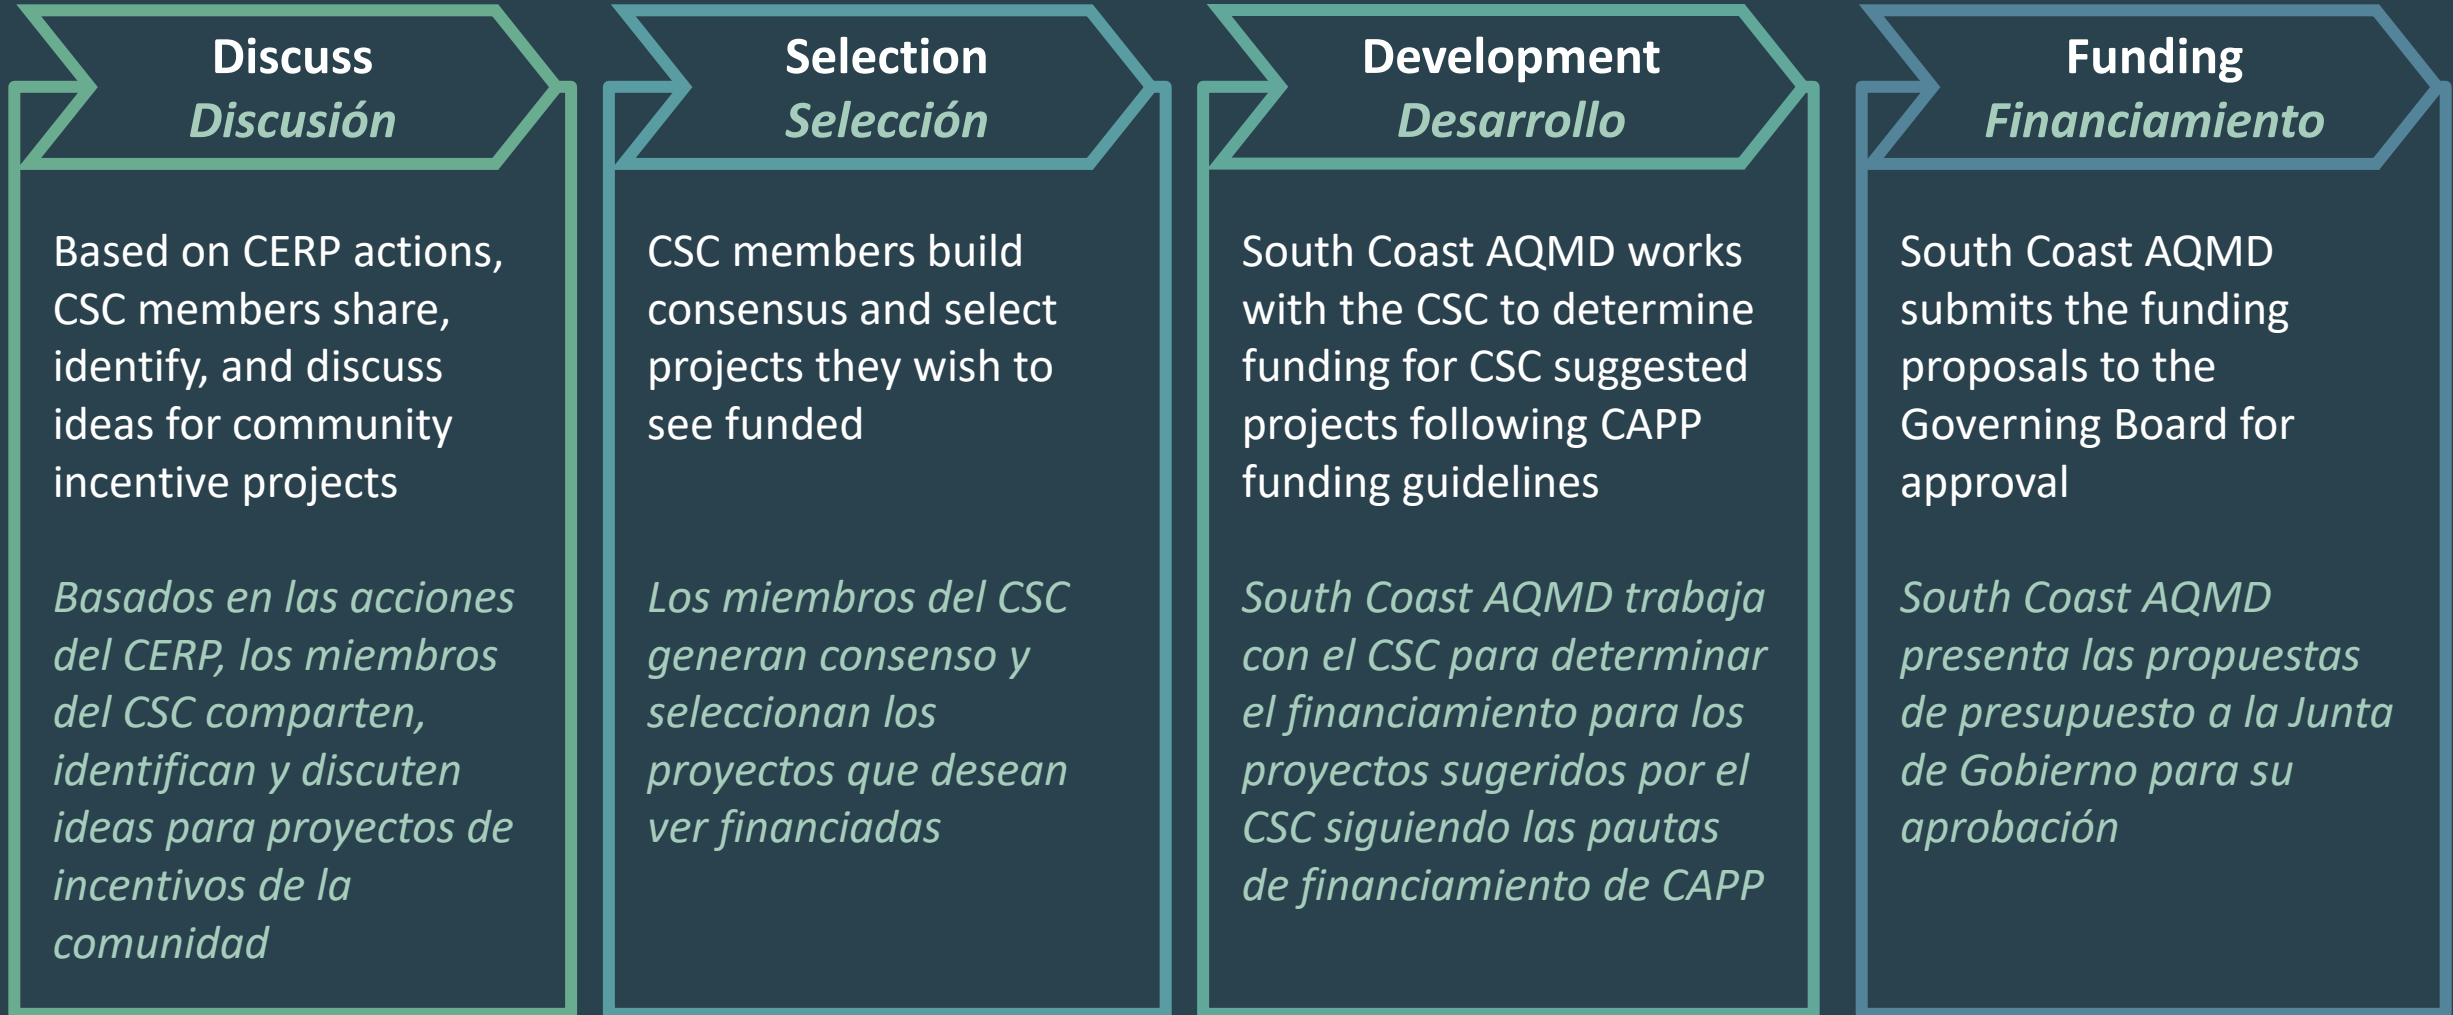 Discuss
Discusión
Based on CERP actions,
CSC members share,
identify, and discuss
ideas for community
incentive projects
Basados en las acciones
del CERP, los miembros
del CSC comparten,
identifican y discuten
ideas para proyectos de
incentivos de la
comunidad
Selection
Selección
CSC members build
consensus and select
projects they wish to
see funded
Los miembros del CSC
generan consenso y
seleccionan los
proyectos que desean
ver financiadas
Development
Desarrollo
South Coast AQMD works
with the CSC to determine
funding for CSC suggested
projects following CAPP
funding guidelines
South Coast AQMD trabaja
con el CSC para determinar
el financiamiento para los
proyectos sugeridos por el
CSC siguiendo las pautas
de financiamiento de CAPP
Funding
Financiamiento
South Coast AQMD
submits the funding
proposals to the
Governing Board for
approval
South Coast AQMD
presenta las propuestas
de presupuesto a la Junta
de Gobierno para su
aprobación